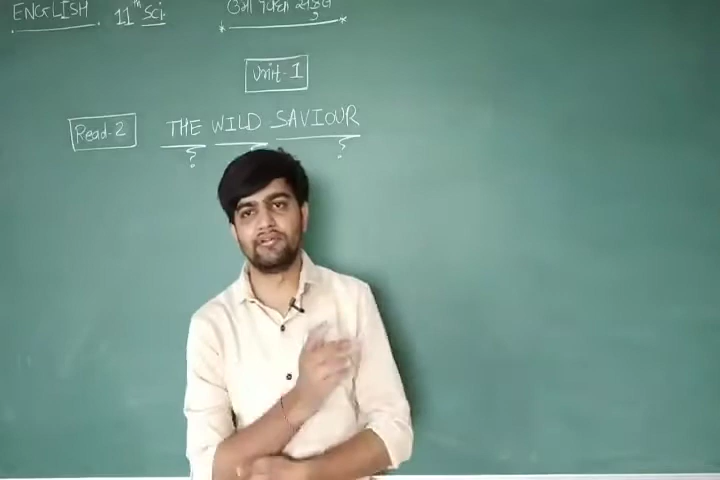 ENGLISH 11th Sci.
વિદ્યા સંકુલ
Unit-1
Read-2 THE WILD SAVIOUR
? ? ?